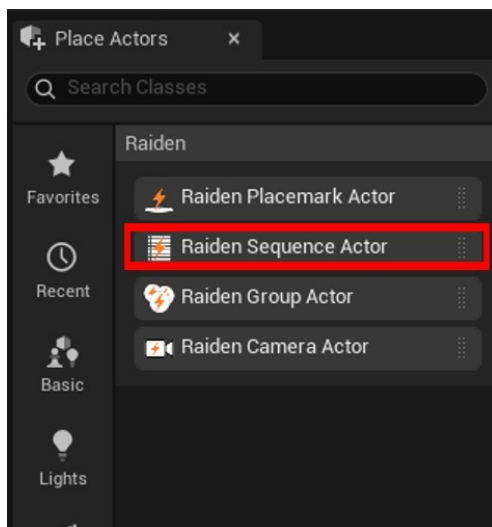 Place Actors
Search Classes
Favorites
Recent
Basic
Lights
Raiden
Raiden Placemark Actor
Raiden Sequence Actor
Raiden Group Actor
Raiden Camera Actor